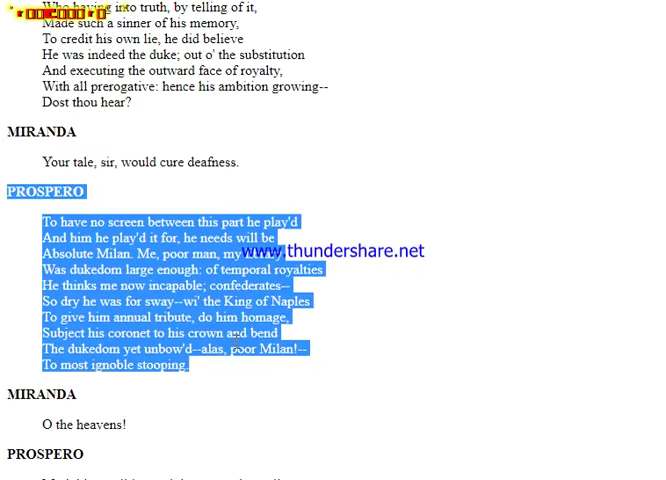 Who having into truth, by telling of it,
Made such a sinner of his memory,
To credit his own lie, he did believe
He was indeed the duke; out o' the substitution
And executing the outward face of royalty,
With all prerogative: hence his ambition growing--
Dost thou hear?
MIRANDA
Your tale, sir, would cure deafness.
PROSPERO
To have no screen between this part he play'd
And him he play'd it for, he needs will be
Absolute Milan. Me, poor man, my
www.thundershare.net
Was dukedom large enough: of temporal royalties
He thinks me now incapable; confederates--
So dry he was for sway--wi' the King of Naples
To give him annual tribute, do him homage,
Subject his coronet to his crown and bend
The dukedom yet unbow'd--alas, poor Milan!--
To most ignoble stooping.
MIRANDA
O the heavens!
PROSPERO